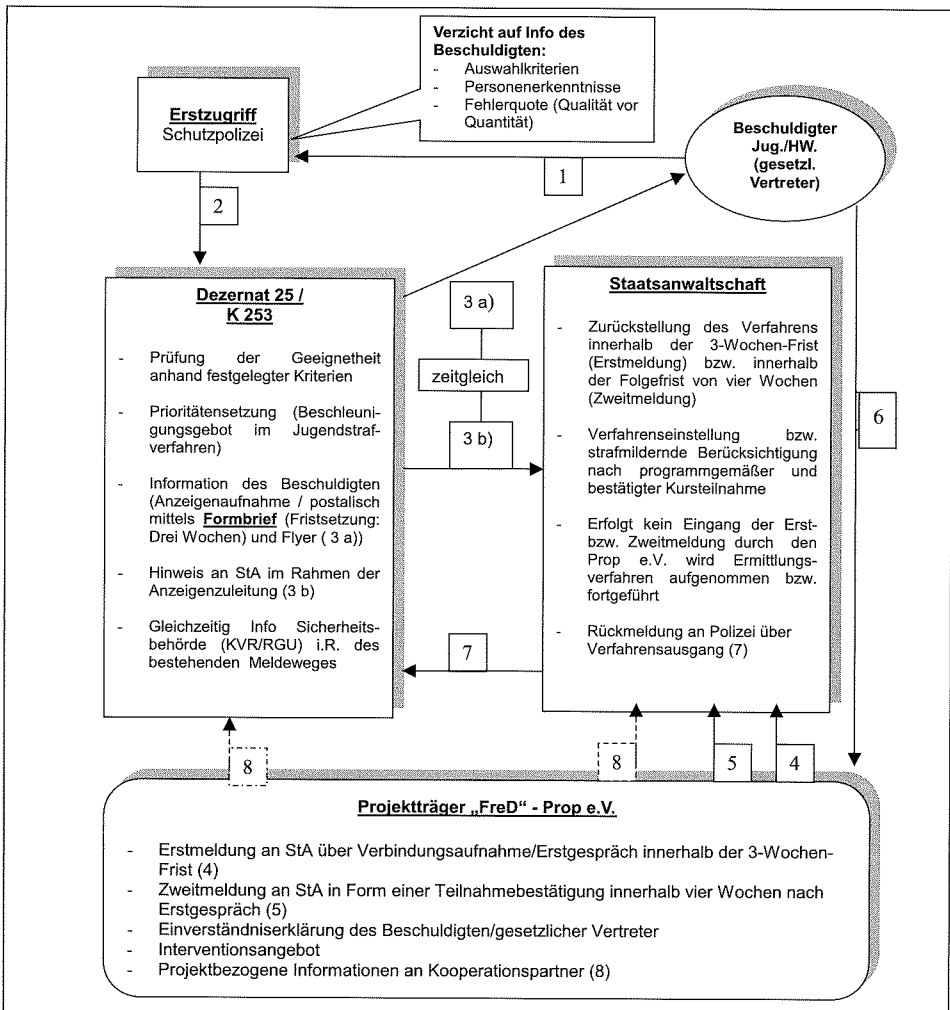 Verzicht auf Info des
Beschuldigten:
- Auswahlkriterien
- Personenerkenntnisse
- Fehlerquote (Qualität vor
Quantität)
Erstzugriff
Schutzpolizei
Beschuldigter
Jug./HW.
(gesetzl.
Vertreter)
1
2
Dezernat 25 /
K 253
- Prüfung der Geeignetheit
anhand festgelegter Kriterien
- Prioritätensetzung (Beschleuni-
gungsgebot im Jugendstraf-
verfahren)
- Information des Beschuldigten
(Anzeigenaufnahme / postalisch
mittels Formbrief (Fristsetzung:
Drei Wochen) und Flyer ( 3 a))
- Hinweis an StA im Rahmen der
Anzeigenzuleitung (3 b)
- Gleichzeitig Info Sicherheits-
behörde (KVR/RGU) i.R. des
bestehenden Meldeweges
3 a)
zeitgleich
3 b)
7
Staatsanwaltschaft
- Zurückstellung des Verfahrens
innerhalb der 3-Wochen-Frist
(Erstmeldung) bzw. innerhalb
der Folgefrist von vier Wochen
(Zweitmeldung)
- Verfahrenseinstellung bzw.
strafmildernde Berücksichtigung
nach programmgemäßer und
bestätigter Kursteilnahme
- Erfolgt kein Eingang der Erst-
bzw. Zweitmeldung durch den
Prop e.V. wird Ermittlungs-
verfahren aufgenommen bzw.
fortgeführt
- Rückmeldung an Polizei über
Verfahrensausgang (7)
6
8
8
5
4
Projektträger „FreD" - Prop e.V.
- Erstmeldung an StA über Verbindungsaufnahme/Erstgespräch innerhalb der 3-Wochen-
Frist (4)
- Zweitmeldung an StA in Form einer Teilnahmebestätigung innerhalb vier Wochen nach
Erstgespräch (5)
- Einverständniserklärung des Beschuldigten/gesetzlicher Vertreter
- Interventionsangebot
- Projektbezogene Informationen an Kooperationspartner (8)